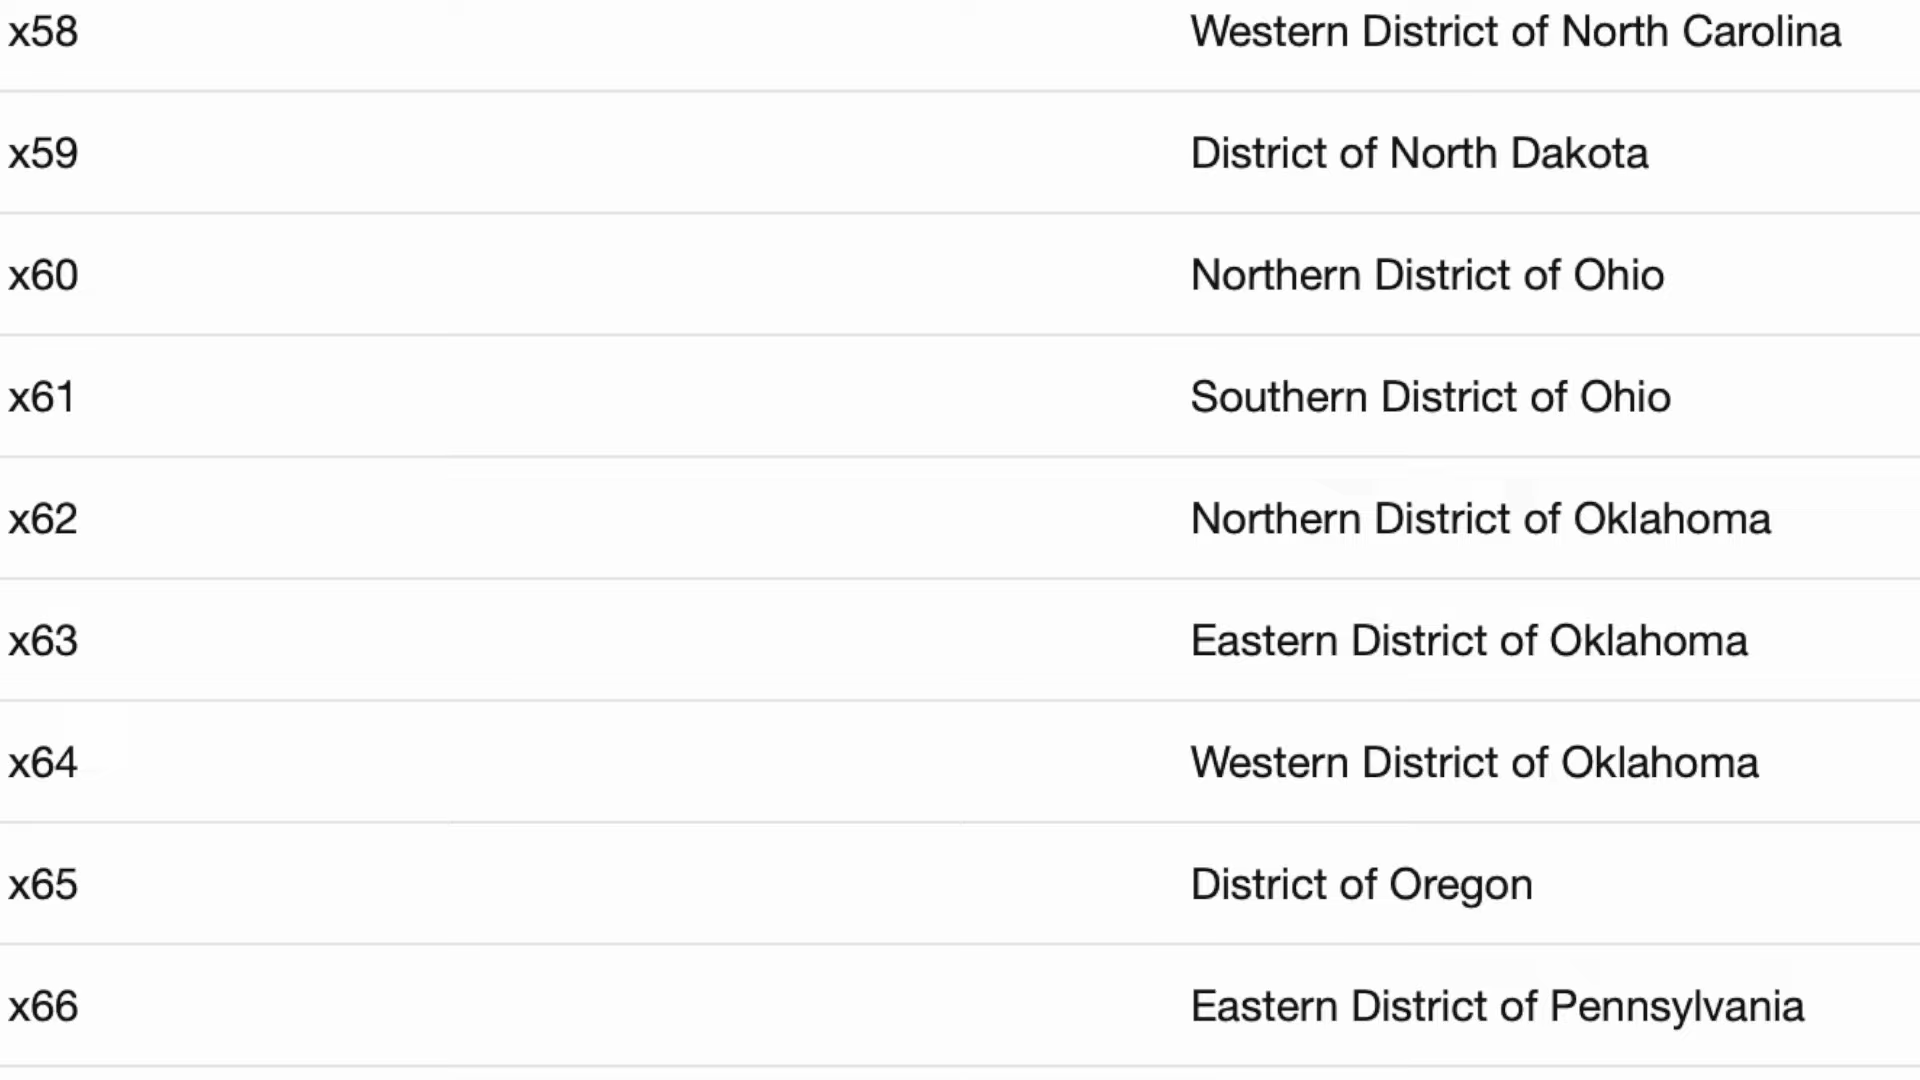 x58 Western District of North Carolina
x59 District of North Dakota
x60 Northern District of Ohio
x61 Southern District of Ohio
x62 Northern District of Oklahoma
x63 Eastern District of Oklahoma
x64 Western District of Oklahoma
x65 District of Oregon
x66 Eastern District of Pennsylvania